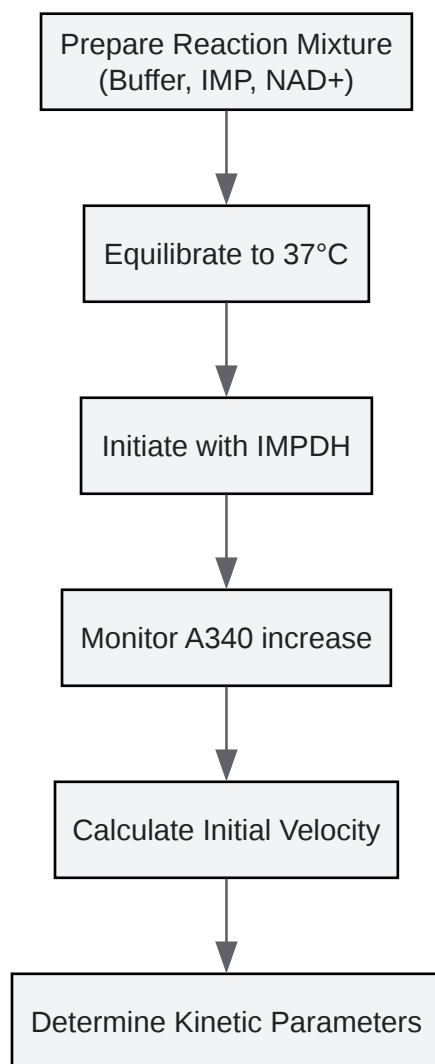 Prepare Reaction Mixture
(Buffer, IMP, NAD+)
Equilibrate to 37°C
Initiate with IMPDH
Monitor A340 increase
Calculate Initial Velocity
Determine Kinetic Parameters